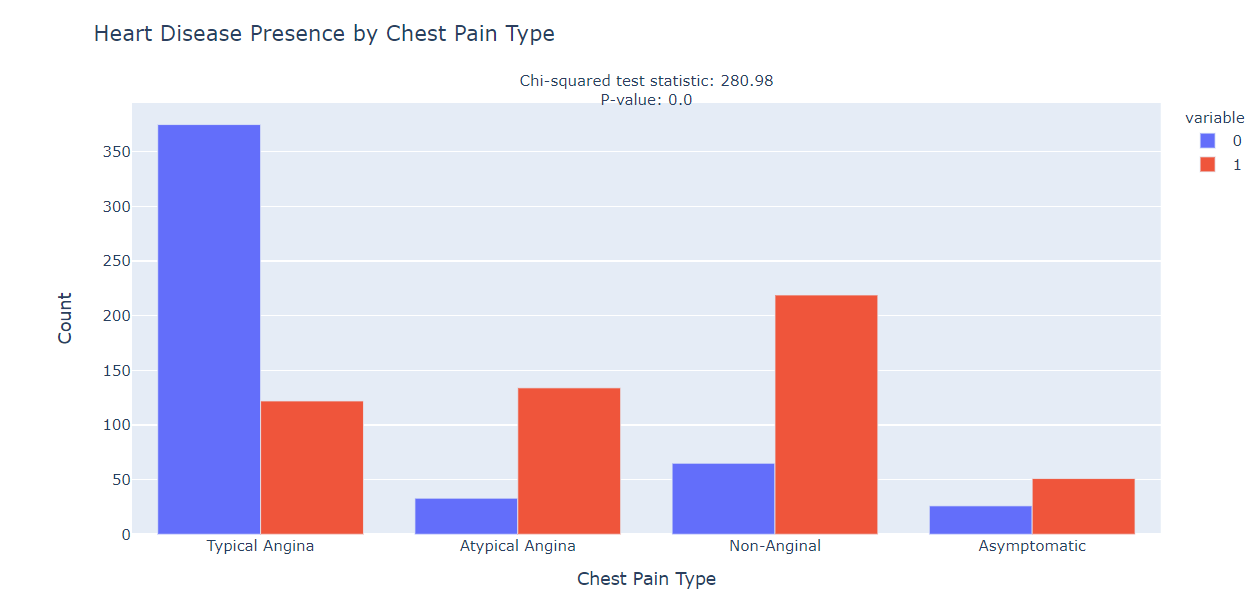 Heart Disease Presence by Chest Pain Type
Chi-squared test statistic: 280.98
P-value: 0.0
variable
0
1
350
300
250
200
150
100
50
0
Count
Typical Angina
Atypical Angina
Non-Anginal
Asymptomatic
Chest Pain Type